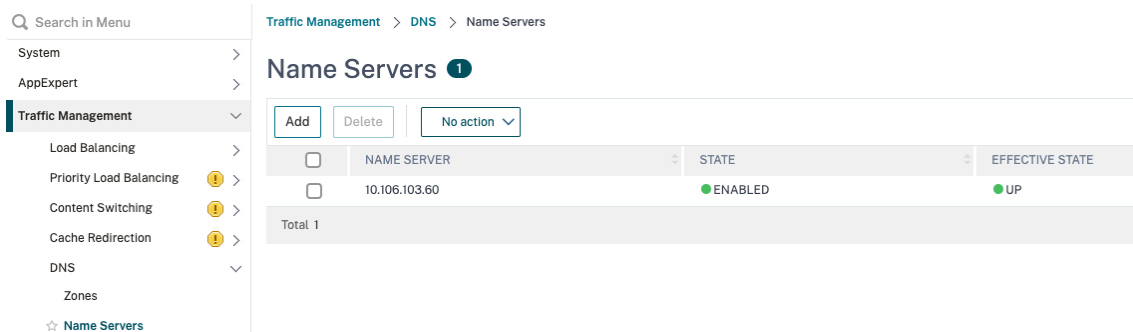 Search in Menu
System
AppExpert
Traffic Management
Load Balancing
Priority Load Balancing
Content Switching
Cache Redirection
DNS
Zones
Name Servers
Traffic Management > DNS > Name Servers
Name Servers 1
Add Delete No action
NAME SERVER STATE EFFECTIVE STATE
10.106.103.60 ENABLED UP
Total 1